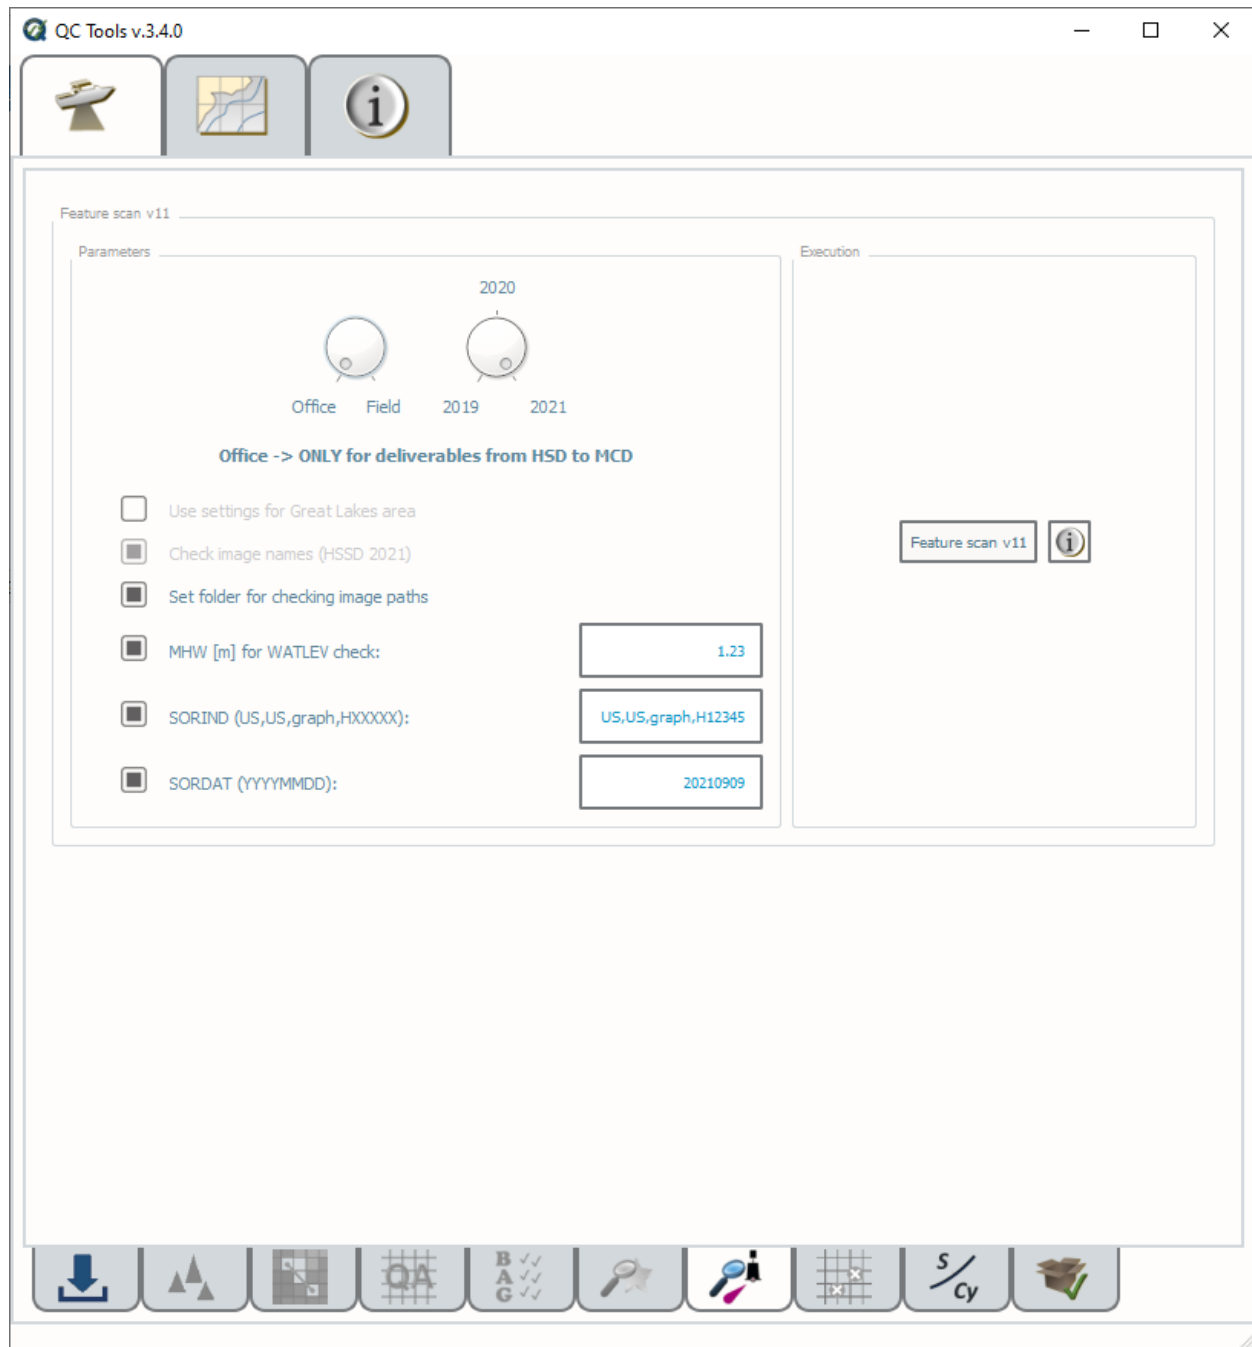 QC Tools v.3.4.0
i
Feature scan v11
Parameters
Execution
2020
Office Field 2019 2021
Office -> ONLY for deliverables from HSD to MCD
Use settings for Great Lakes area
Check image names (HSSD 2021)
Feature scan v11 i
Set folder for checking image paths
MHW [m] for WATLEV check: 1.23
SORIND (US,US,graph,HXXXXX): US,US,graph,H12345
SORDAT (YYYYMMDD): 20210909
QA
B
A
G
S/Cy